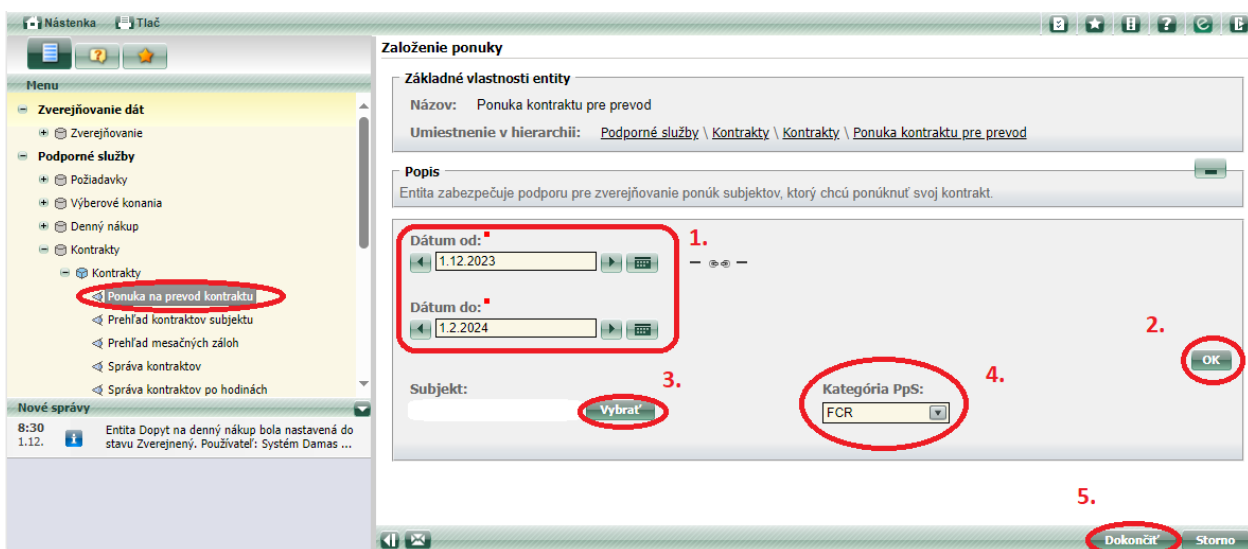 Nástenka Tlač
Menu
Zverejňovanie dát
Zverejňovanie
Podporné služby
Požiadavky
Výberové konania
Denný nákup
Kontrakty
Kontrakty
Ponuka na prevod kontraktu
Prehľad kontraktov subjektu
Prehľad mesačných záloh
Správa kontraktov
Správa kontraktov po hodinách
Nové správy
8:30
1.12.
Entita Dopyt na denný nákup bola nastavená do
stavu Zverejnený. Používateľ: Systém Damas ...
Založenie ponuky
Základné vlastnosti entity
Názov: Ponuka kontraktu pre prevod
Umiestnenie v hierarchii: Podporné služby \ Kontrakty \ Kontrakty \ Ponuka kontraktu pre prevod
Popis
Entita zabezpečuje podporu pre zverejňovanie ponúk subjektov, ktorý chcú ponúknuť svoj kontrakt.
Dátum od: 1.
1.12.2023
Dátum do:
1.2.2024
2.
OK
Subjekt: 3.
Vybrať
Kategória PpS: 4.
FCR
5.
Dokončiť Storno